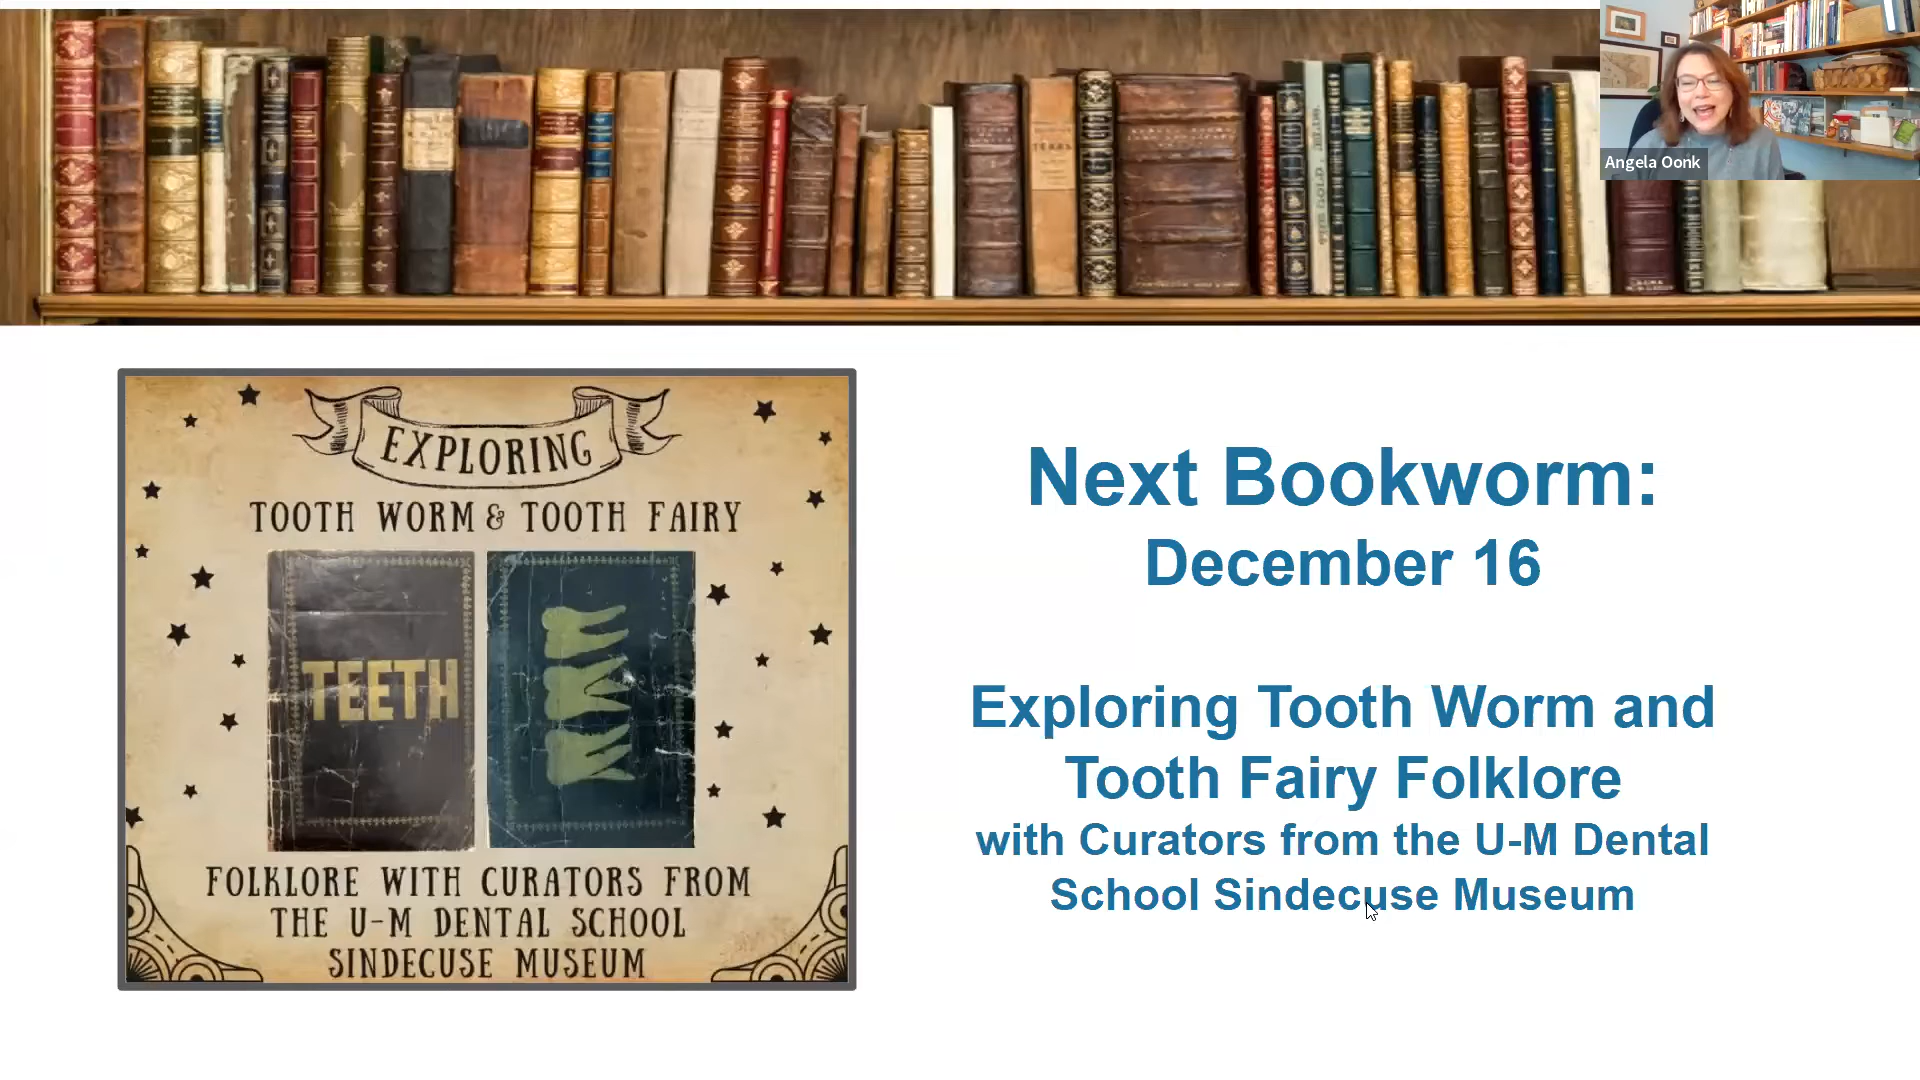 Angela Oonk
EXPLORING
TOOTH WORM & TOOTH FAIRY
TEETH
FOLKLORE WITH CURATORS FROM
THE U-M DENTAL SCHOOL
SINDECUSE MUSEUM
Next Bookworm:
December 16
Exploring Tooth Worm and
Tooth Fairy Folklore
with Curators from the U-M Dental
School Sindecuse Museum